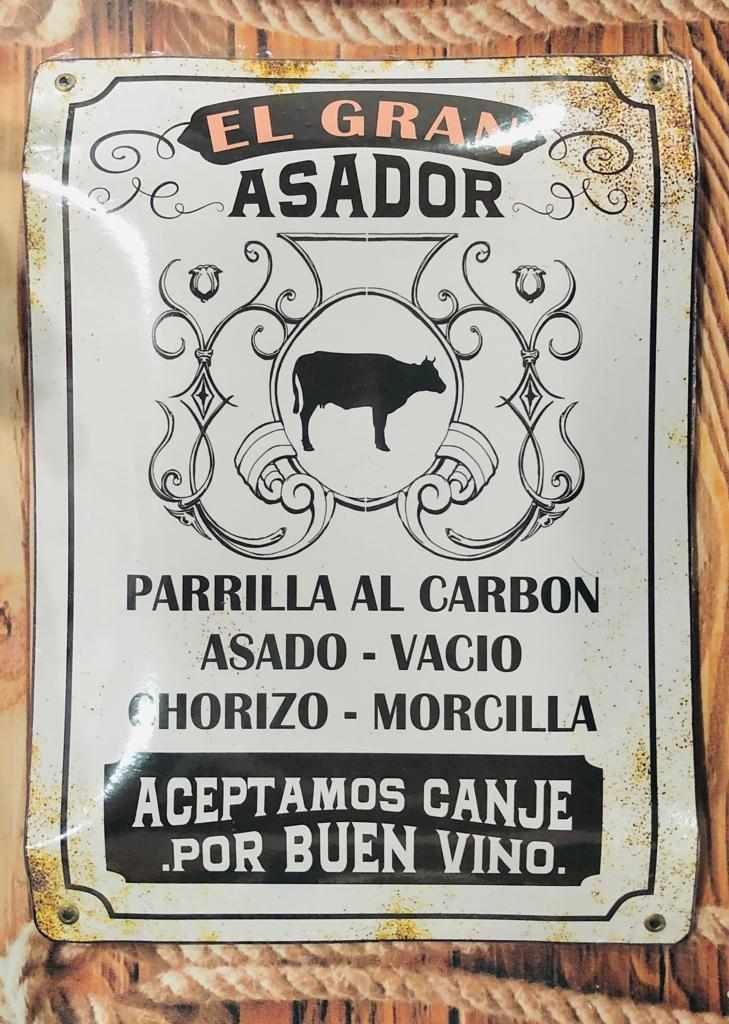 EL GRAN
ASADOR
PARRILLA AL CARBON
ASADO - VACIO
CHORIZO - MORCILLA
ACEPTAMOS CANJE
.POR BUEN VINO.